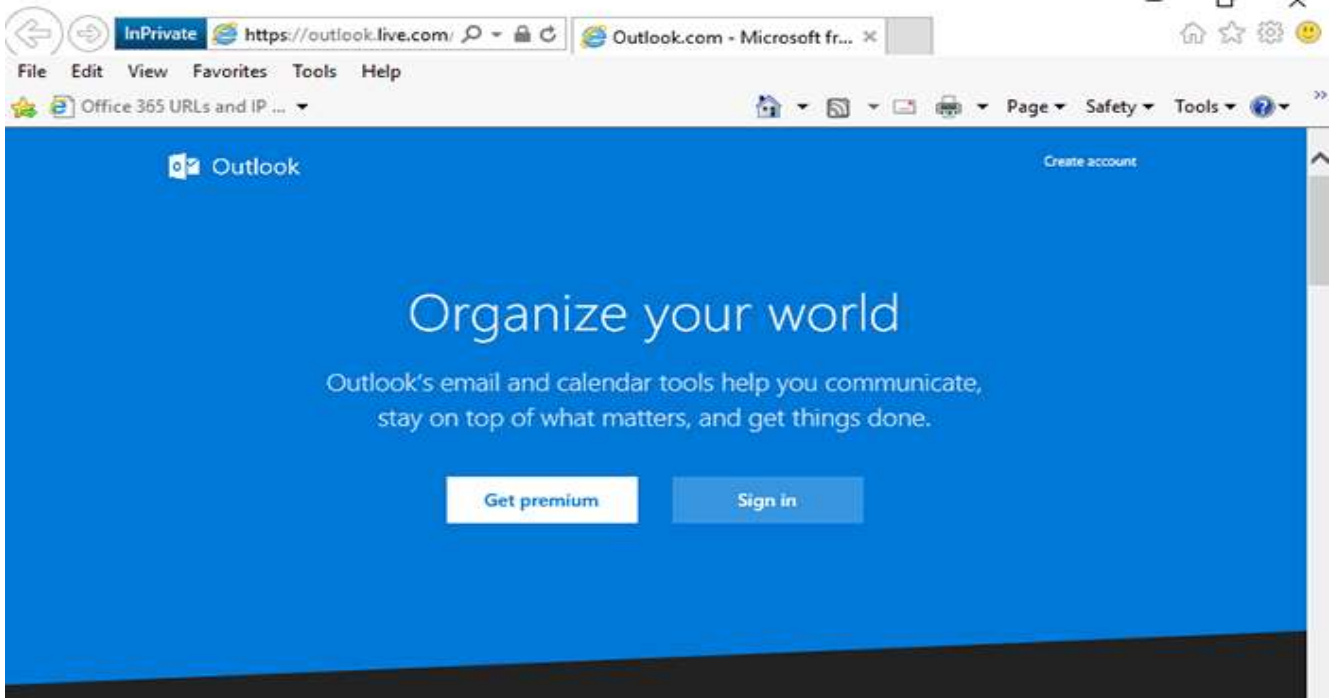 InPrivate https://outlook.live.com/ Outlook.com - Microsoft fr...
File Edit View Favorites Tools Help
Office 365 URLs and IP ... Page Safety Tools
Outlook Create account
Organize your world
Outlook's email and calendar tools help you communicate,
stay on top of what matters, and get things done.
Get premium Sign in